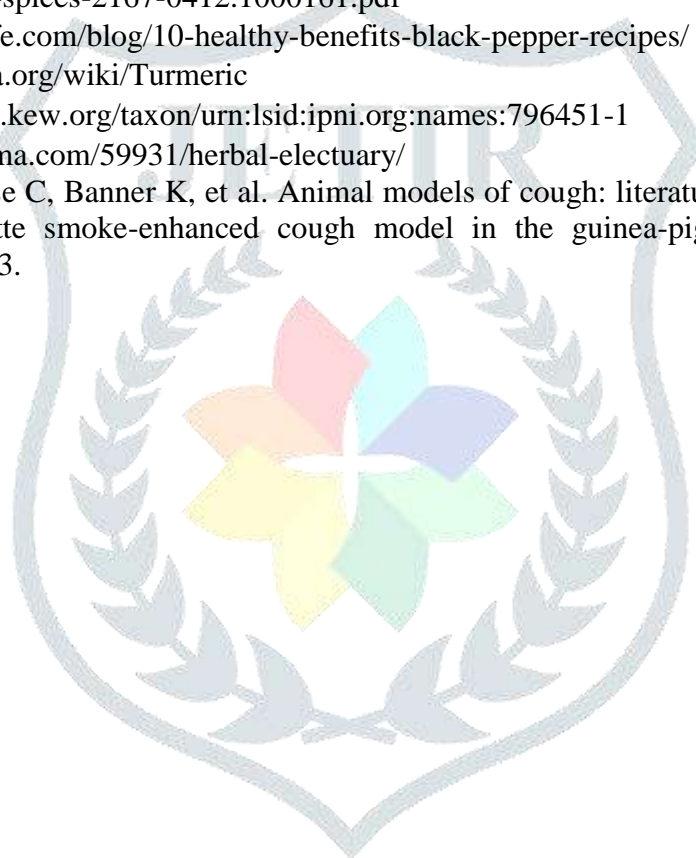 spices-2167-0412.1000161.pdf
fe.com/blog/10-healthy-benefits-black-pepper-recipes/
a.org/wiki/Turmeric
.kew.org/taxon/urn:lsid:ipni.org:names:796451-1
ma.com/59931/herbal-electuary/
e C, Banner K, et al. Animal models of cough: literatu
tte smoke-enhanced cough model in the guinea-pig
3.
JETIR